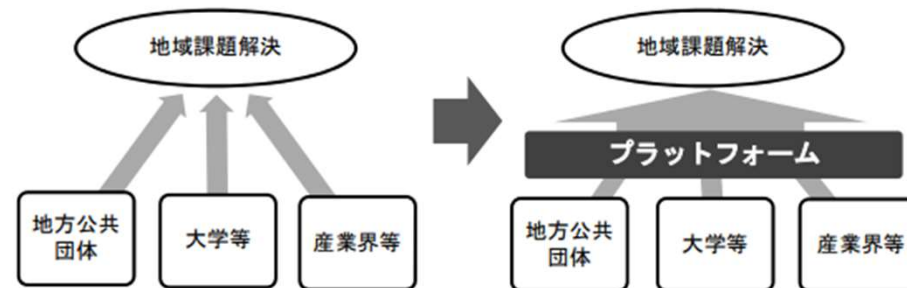 地域課題解決
地方公共
団体
大学等
産業界等
地域課題解決
プラットフォーム
地方公共
団体
大学等
産業界等